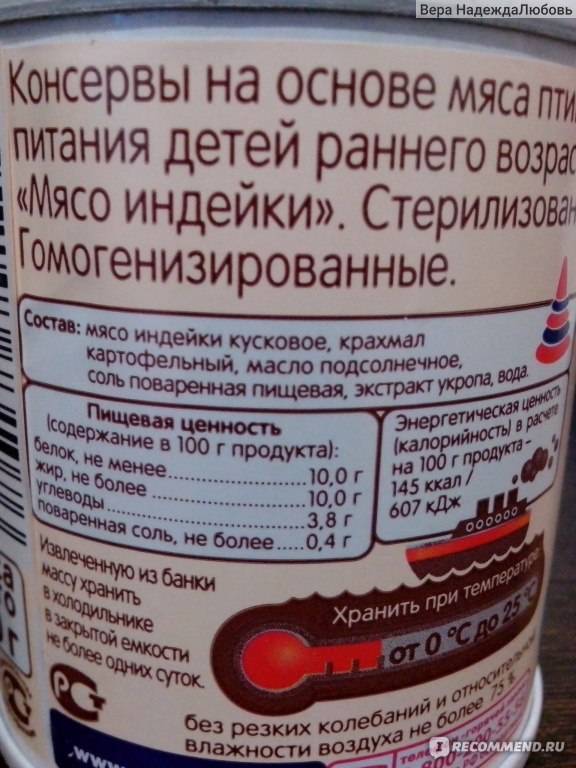 Вера НадеждаЛюбовь
Консервы на основе мяса
питания детей раннего
«Мясо индейки».
Гомогенизированные.
Состав: мясо индейки кусковое, крахмал
картофельный, масло подсолнечное,
соль поваренная пищевая, экстракт укропа, вода.
Пищевая ценность
(содержание в 100 г продукта):
белок, не менее.....10,0 г
жир, не более.....10,0 г
углеводы.....3,8 г
поваренная соль, не более.....0,4 г
Энергетическая ценность
(калорийность) в расчете
на 100 г продукта –
145 ккал /
607 кДж
Извлеченную из банки
массу хранить
в холодильнике
в закрытой емкости
не более одних суток.
Хранить при температуре
от 0 °С до 25 °С
без резких колебаний и относительной
влажности воздуха не более 75 %
РСТ
www
I RECOMMEND.RU